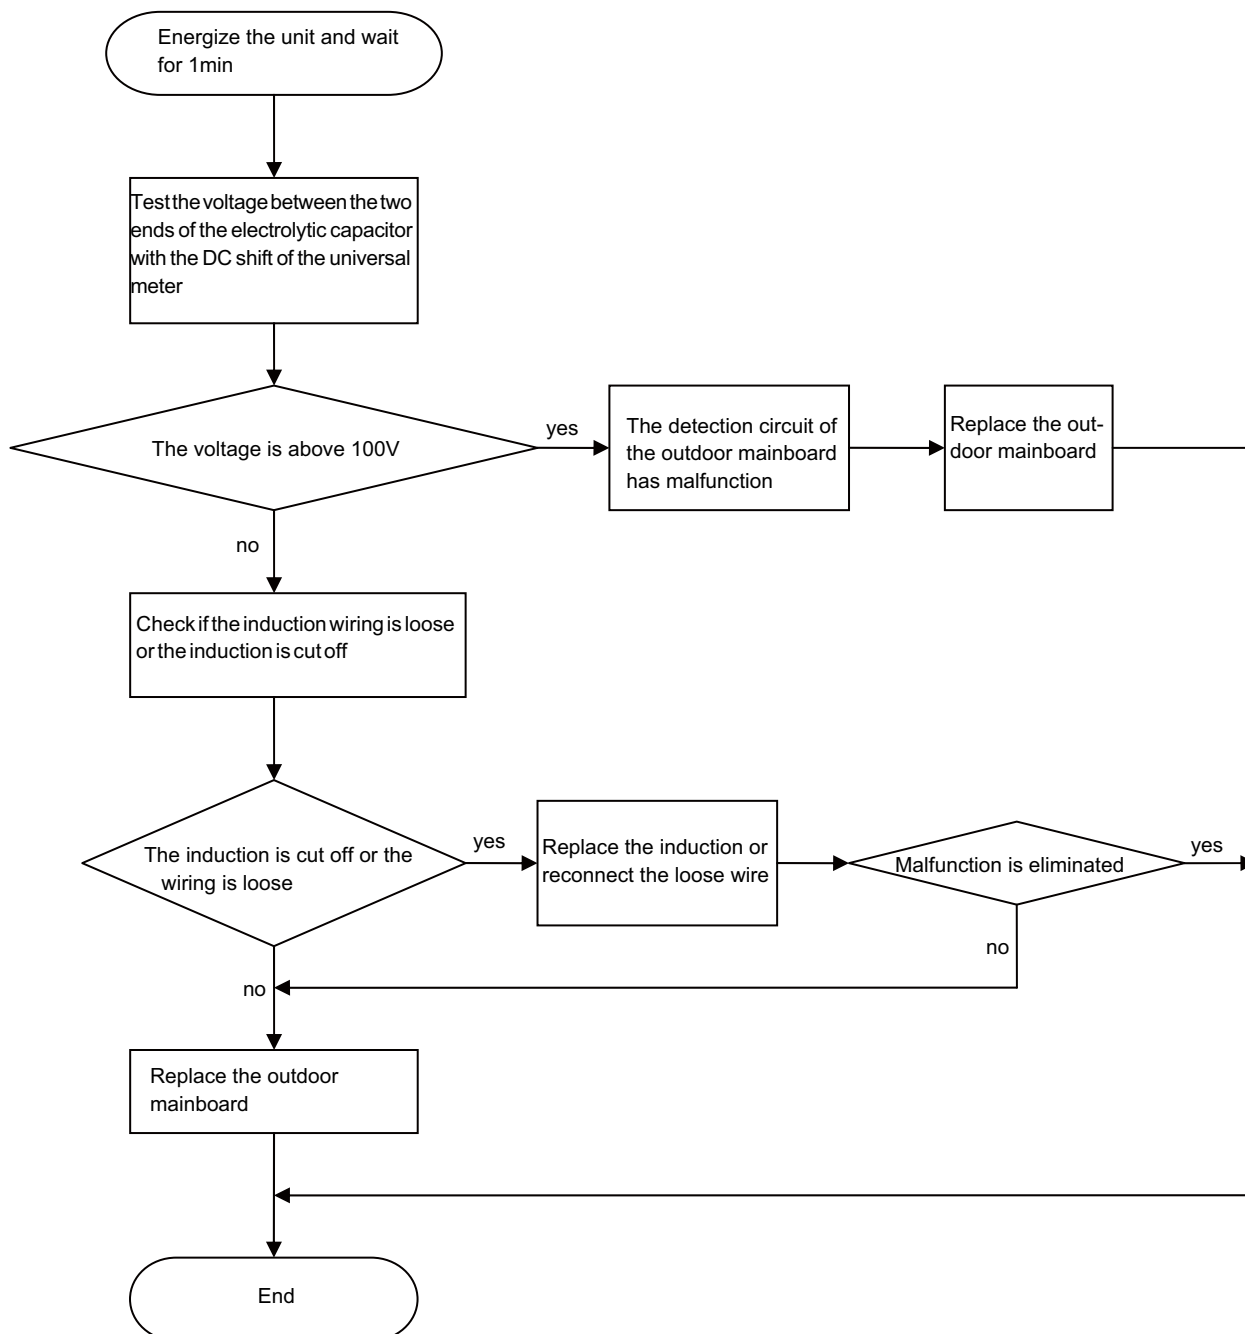 Energize the unit and wait
for 1min
Test the voltage between the two
ends of the electrolytic capacitor
with the DC shift of the universal
meter
The voltage is above 100V
yes
The detection circuit of
the outdoor mainboard
has malfunction
Replace the out-
door mainboard
no
Check if the induction wiring is loose
or the induction is cut off
The induction is cut off or the
wiring is loose
yes
Replace the induction or
reconnect the loose wire
Malfunction is eliminated
yes
no
no
Replace the outdoor
mainboard
End